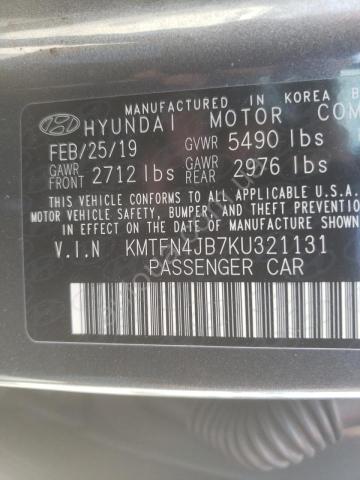 MANUFACTURED IN KOREA
HYUNDAI MOTOR COM
FEB/25/19 GVWR 5490 lbs
GAWR FRONT 2712 lbs GAWR REAR 2976 lbs
THIS VEHICLE CONFORMS TO ALL APPLICABLE U.S.A.
MOTOR VEHICLE SAFETY, BUMPER, AND THEFT
IN EFFECT ON THE DATE OF MANUFACTURE
V.I.N KMTFN4JB7KU321131
PASSENGER CAR